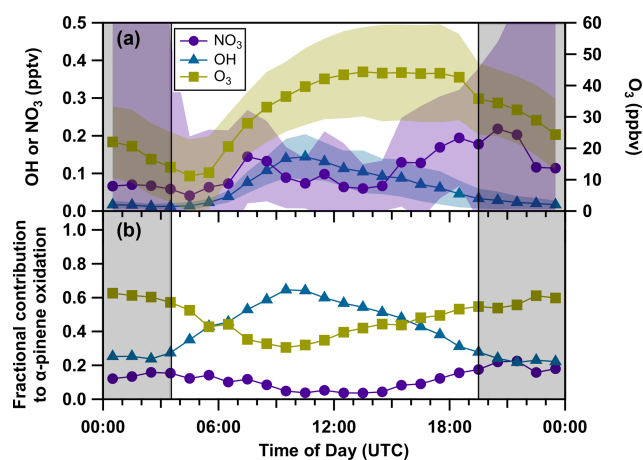 (a)
NO₃
OH
O₃
0.5
0.4
0.3
0.2
0.1
0.0
OH or NO₃ (pptv)
60
50
40
30
20
10
0
O₃ (ppbv)
(b)
1.0
0.8
0.6
0.4
0.2
0.0
Fractional contribution
to α-pinene oxidation
00:00 06:00 12:00 18:00 00:00
Time of Day (UTC)